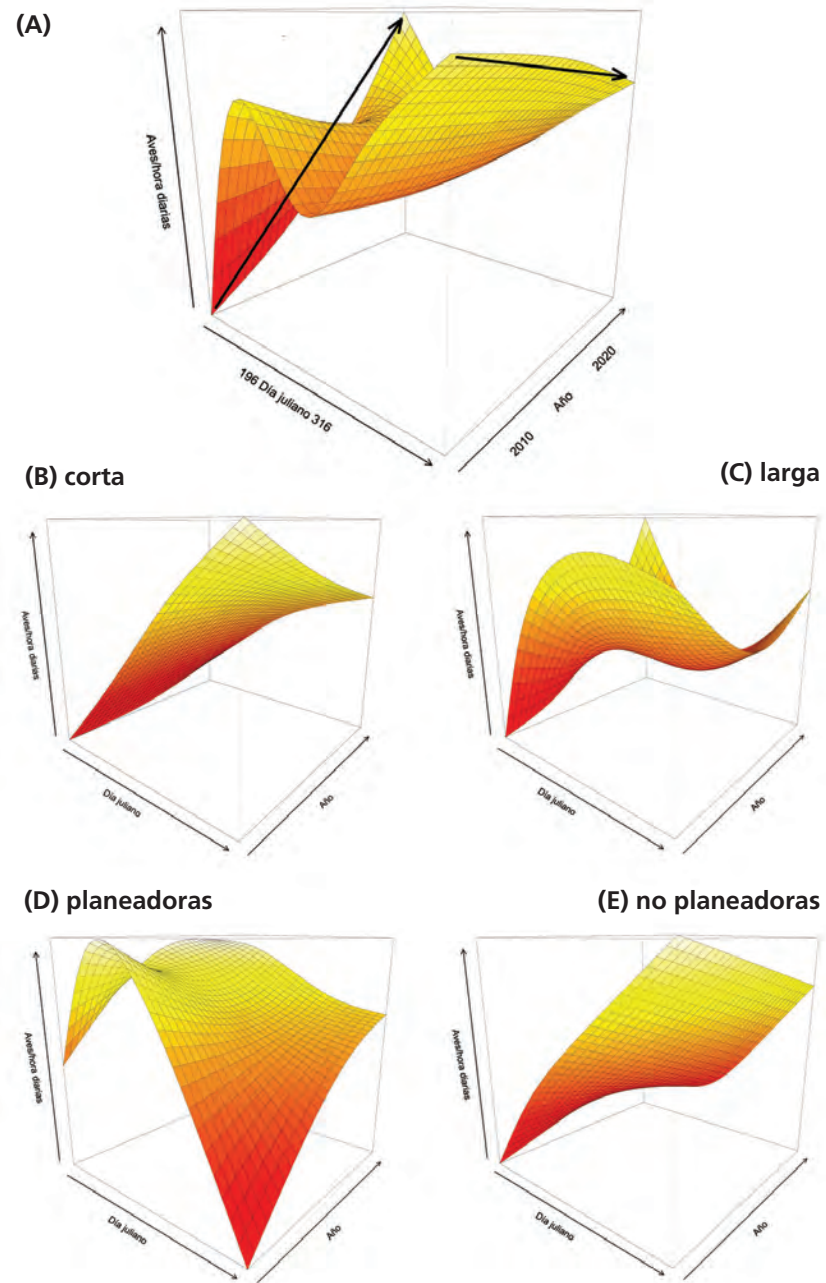 (A)
Aves/hora diarias
196 Día juliano 316
2010 Año 2020
(B) corta
(C) larga
Aves/hora diarias
Día juliano
Año
Aves/hora diarias
Día juliano
Año
(D) planeadoras
(E) no planeadoras
Aves/hora diarias
Día juliano
Año
Aves/hora diarias
Día juliano
Año